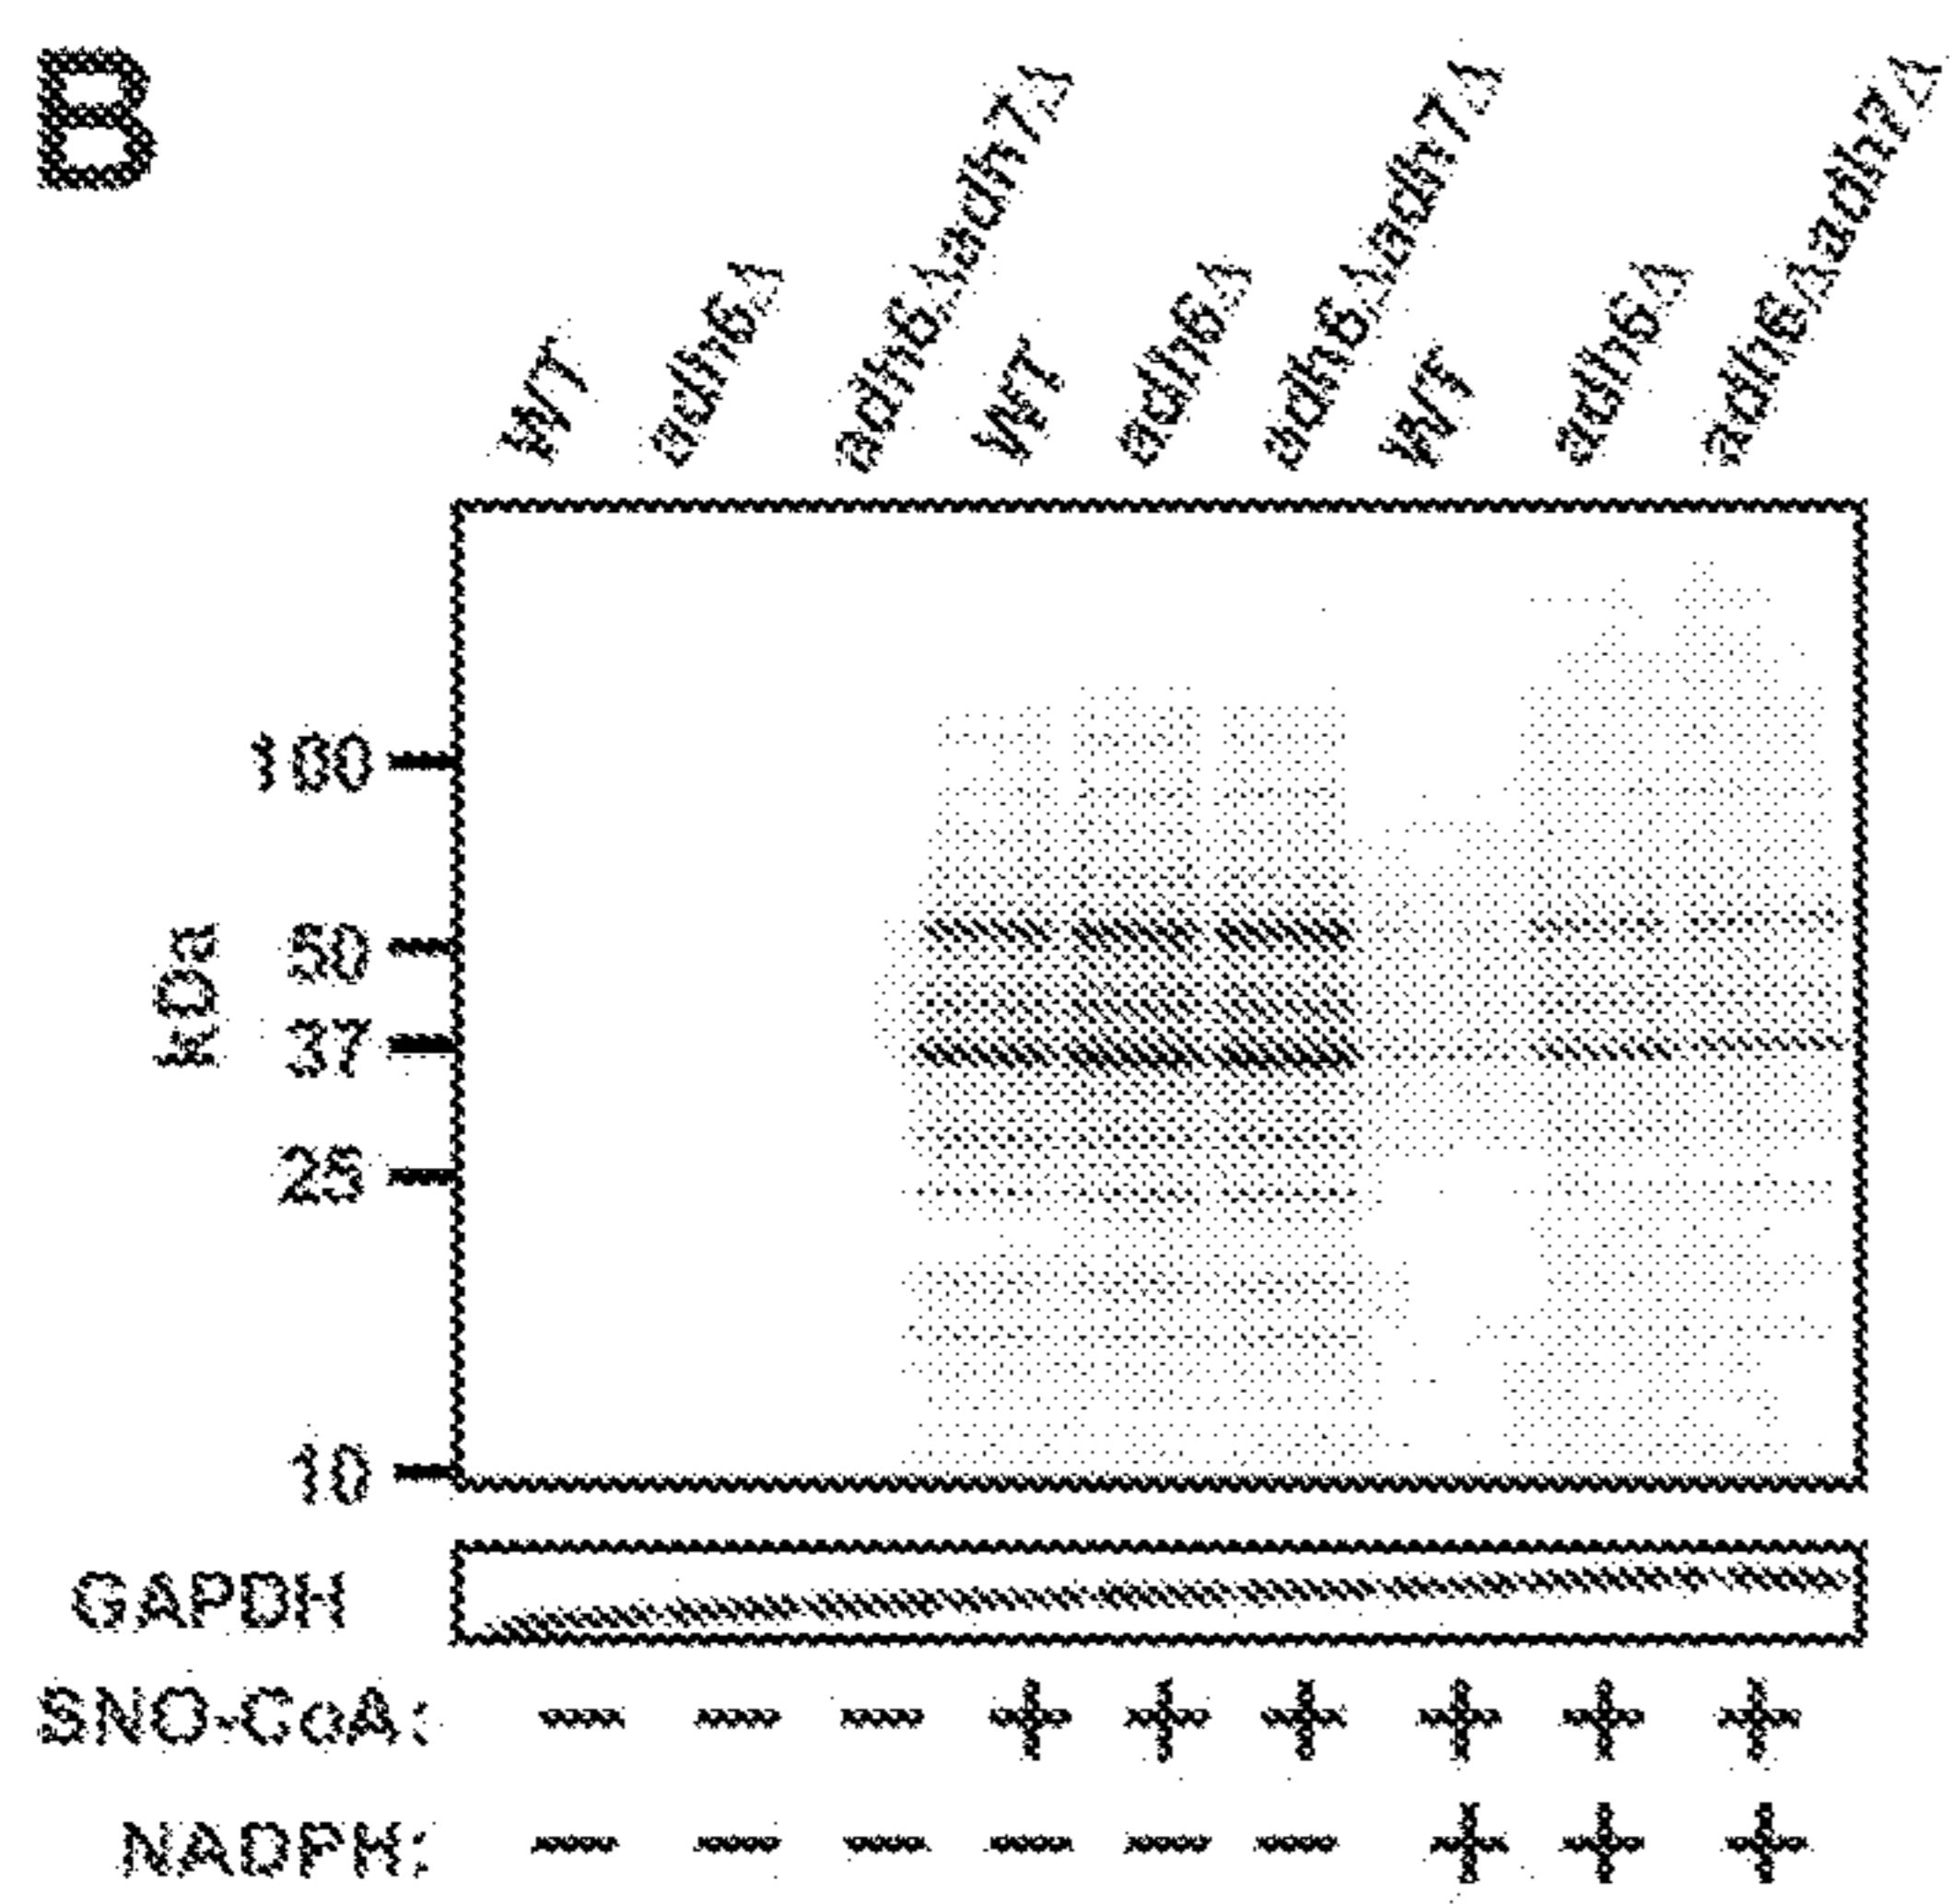 B
WT adh6Δ adh6Δadh7Δ WT adh6Δ adh6Δadh7Δ WT adh6Δ adh6Δadh7Δ
100
50
37
25
10
kDa
GAPDH
SNO-CoA: − − − + + + + + +
NADPH: − − − − − − + + +